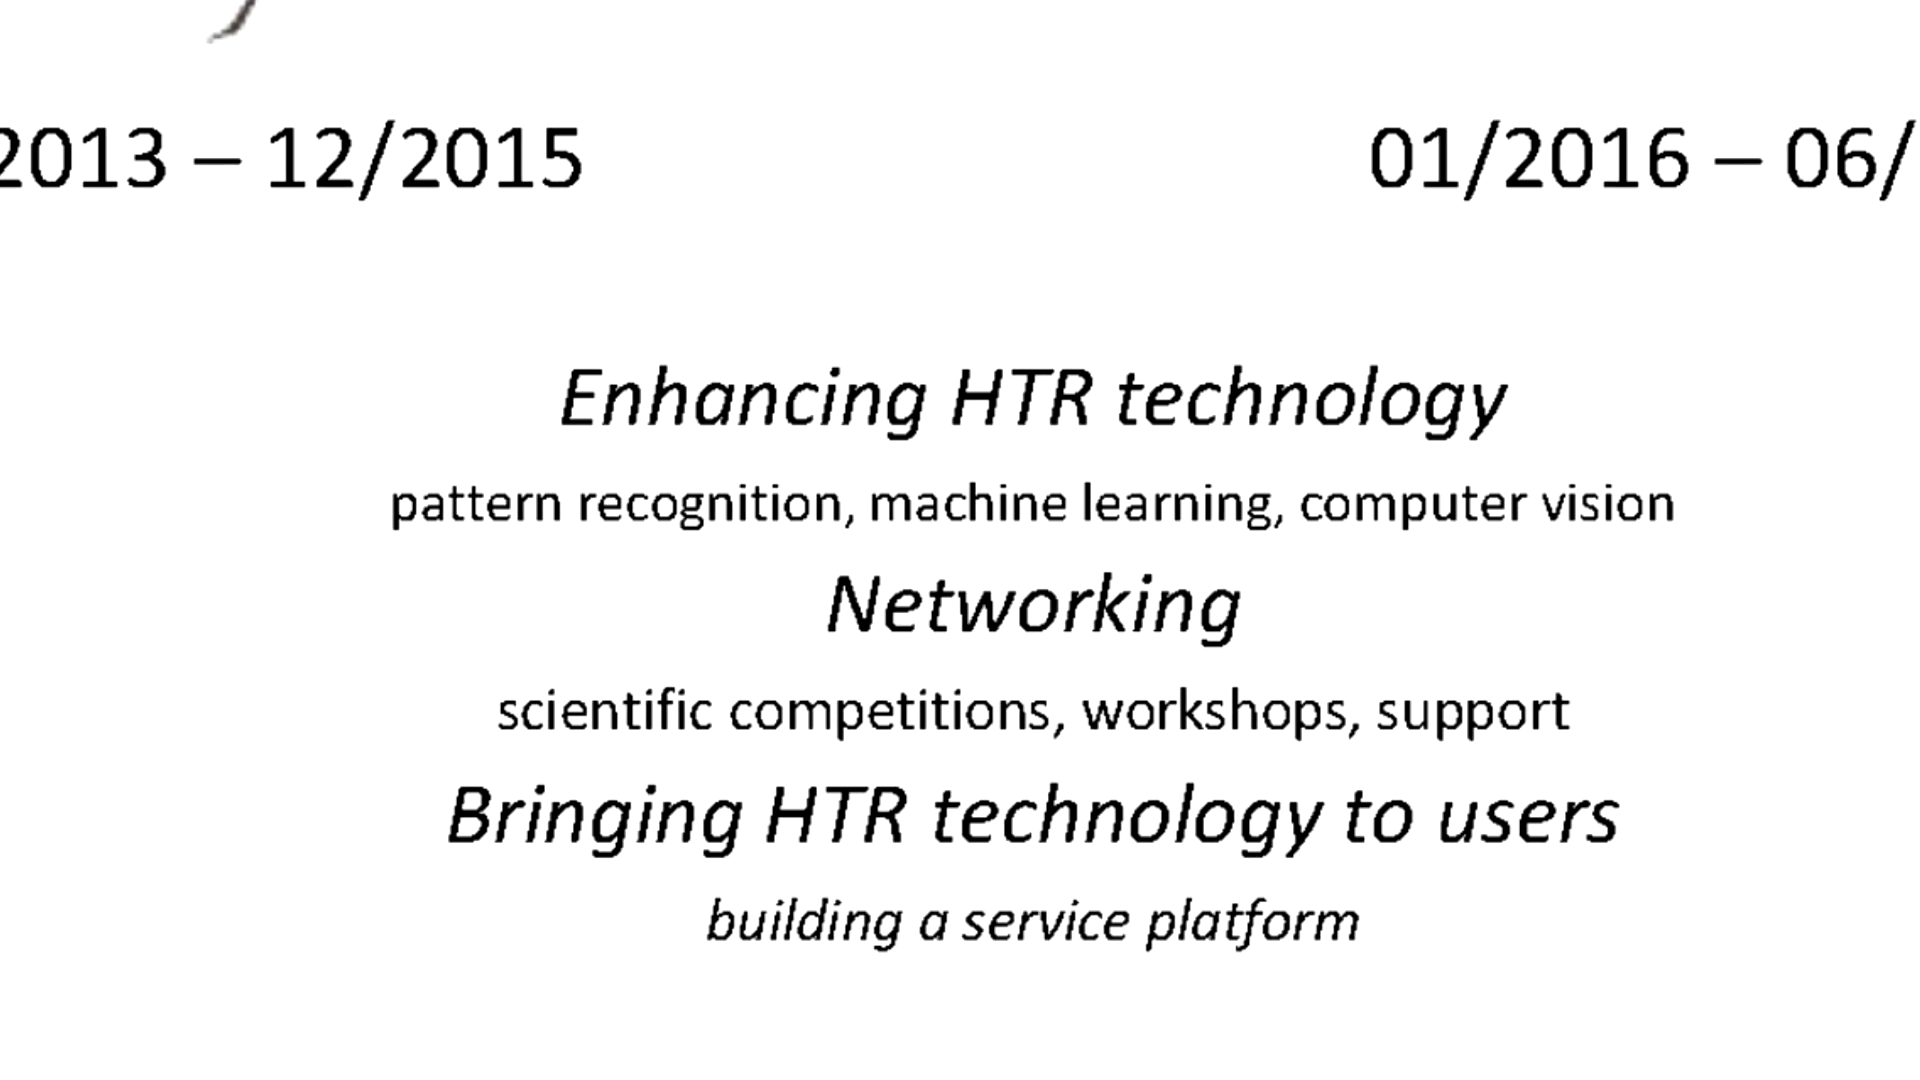 2013 – 12/2015 01/2016 – 06/
Enhancing HTR technology
pattern recognition, machine learning, computer vision
Networking
scientific competitions, workshops, support
Bringing HTR technology to users
building a service platform